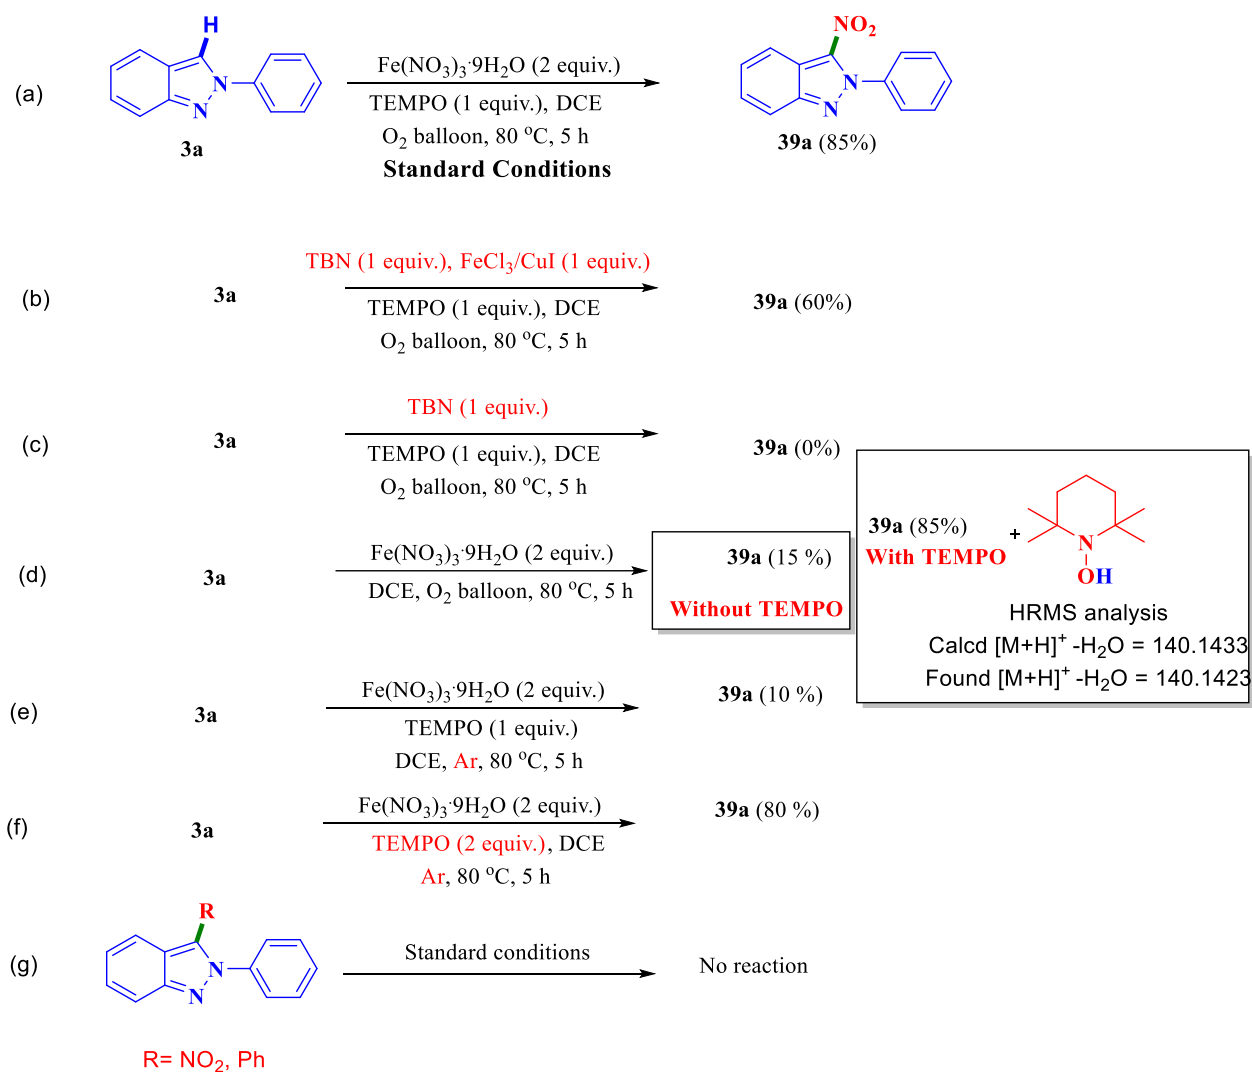 H
NO2
(a)
N
N
3a
Fe(NO3)3·9H2O (2 equiv.)
TEMPO (1 equiv.), DCE
O2 balloon, 80 oC, 5 h
Standard Conditions
N
N
39a (85%)
(b)
3a
TBN (1 equiv.), FeCl3/CuI (1 equiv.)
TEMPO (1 equiv.), DCE
O2 balloon, 80 oC, 5 h
39a (60%)
(c)
3a
TBN (1 equiv.)
TEMPO (1 equiv.), DCE
O2 balloon, 80 oC, 5 h
39a (0%)
(d)
3a
Fe(NO3)3·9H2O (2 equiv.)
DCE, O2 balloon, 80 oC, 5 h
39a (15 %)
Without TEMPO
39a (85%)
With TEMPO
+
N
OH
HRMS analysis
Calcd [M+H]+ -H2O = 140.1433
Found [M+H]+ -H2O = 140.1423
(e)
3a
Fe(NO3)3·9H2O (2 equiv.)
TEMPO (1 equiv.)
DCE, Ar, 80 oC, 5 h
39a (10 %)
(f)
3a
Fe(NO3)3·9H2O (2 equiv.)
TEMPO (2 equiv.), DCE
Ar, 80 oC, 5 h
39a (80 %)
R
(g)
N
N
Standard conditions
No reaction
R= NO2, Ph